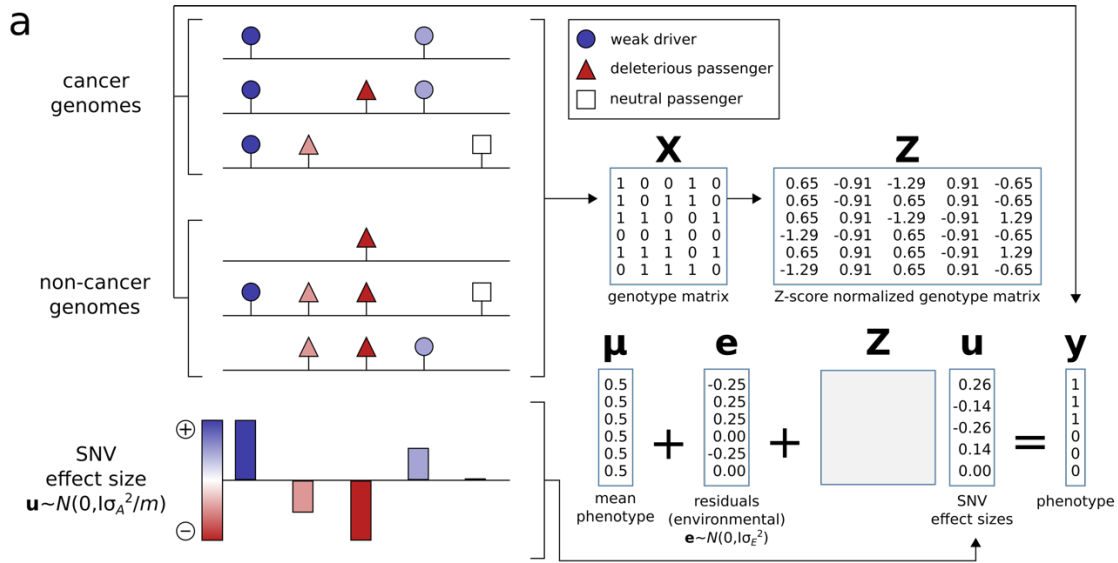 a
cancer
genomes
non-cancer
genomes
weak driver
deleterious passenger
neutral passenger
X
1 0 0 1 0
1 0 1 1 0
1 1 0 0 1
0 0 1 0 0
1 1 1 0 1
0 1 1 1 0
genotype matrix
Z
0.65 -0.91 -1.29 0.91 -0.65
0.65 -0.91 0.65 0.91 -0.65
0.65 0.91 -1.29 -0.91 1.29
-1.29 -0.91 0.65 -0.91 -0.65
0.65 0.91 0.65 -0.91 1.29
-1.29 0.91 0.65 0.91 -0.65
Z-score normalized genotype matrix
SNV
effect size
u~N(0,Iσ_A²/m)
+
−
μ
0.5
0.5
0.5
0.5
0.5
0.5
mean
phenotype
+
e
-0.25
0.25
0.25
0.00
-0.25
0.00
residuals
(environmental)
e~N(0,Iσ_E²)
+
Z
u
0.26
-0.14
-0.26
0.14
0.00
SNV
effect sizes
=
y
1
1
1
0
0
0
phenotype